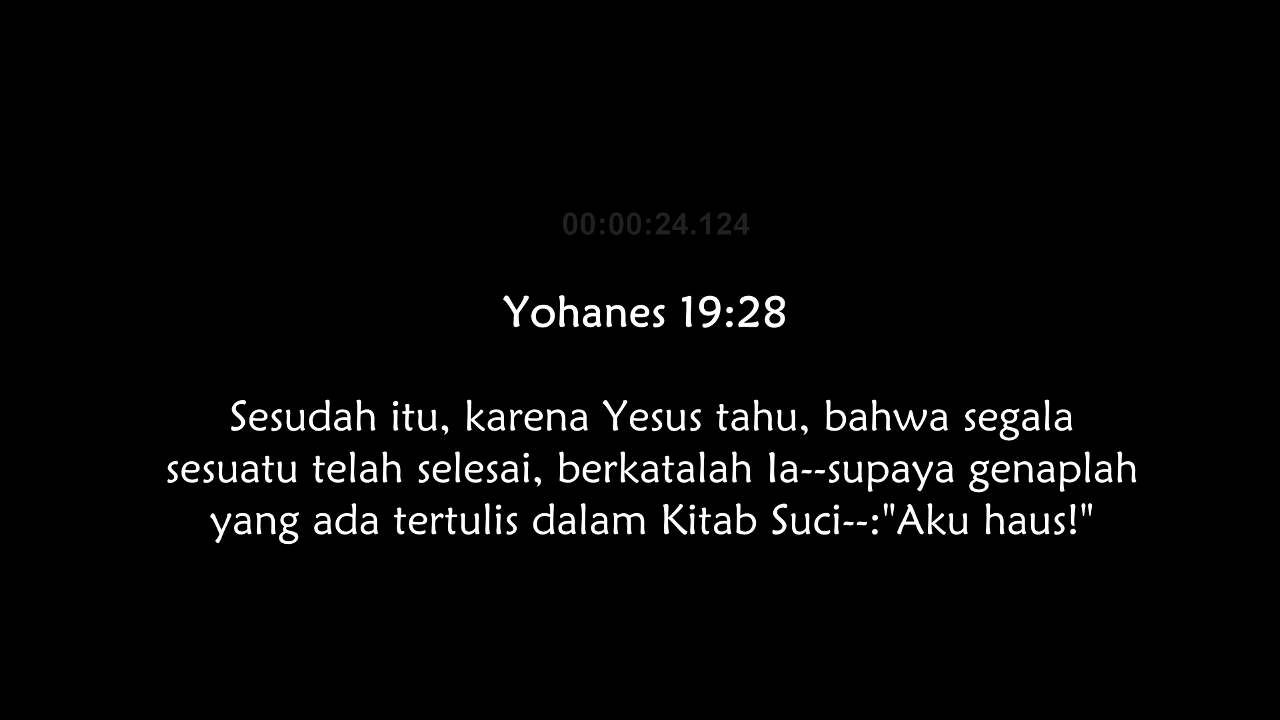 00:00:24.124
Yohanes 19:28
Sesudah itu, karena Yesus tahu, bahwa segala
sesuatu telah selesai, berkatalah Ia--supaya genaplah
yang ada tertulis dalam Kitab Suci--:"Aku haus!"